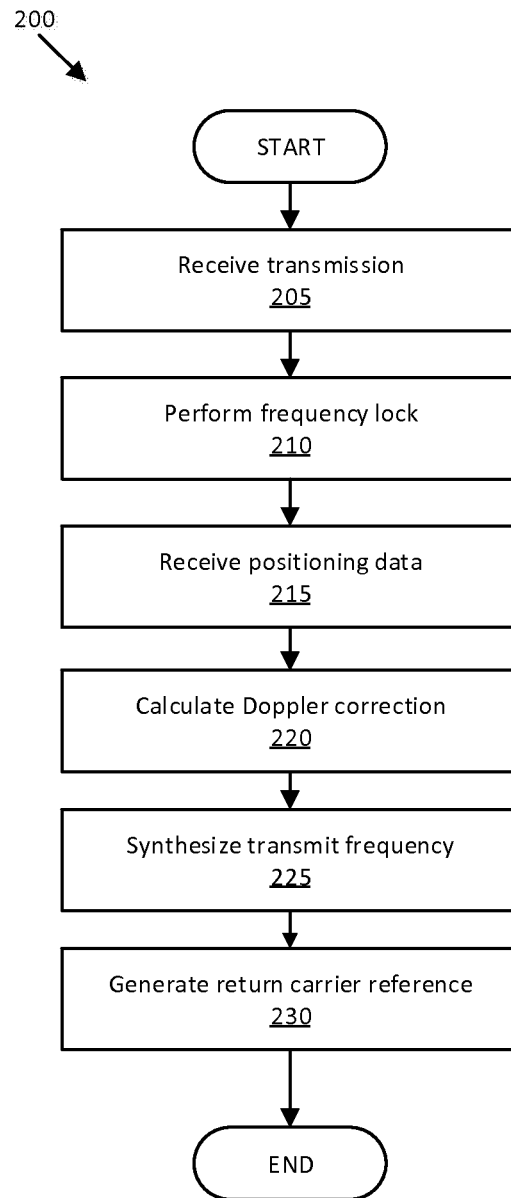 200
START
Receive transmission
205
Perform frequency lock
210
Receive positioning data
215
Calculate Doppler correction
220
Synthesize transmit frequency
225
Generate return carrier reference
230
END